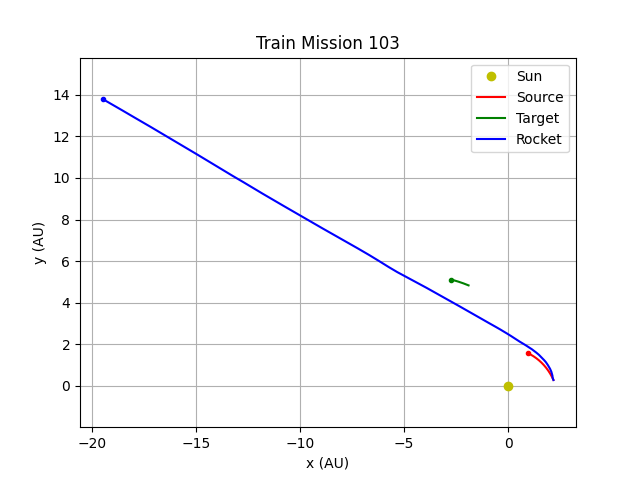 Train Mission 103
Sun
Source
Target
Rocket
14
12
10
8
6
4
2
0
y (AU)
−20
−15
−10
−5
0
x (AU)